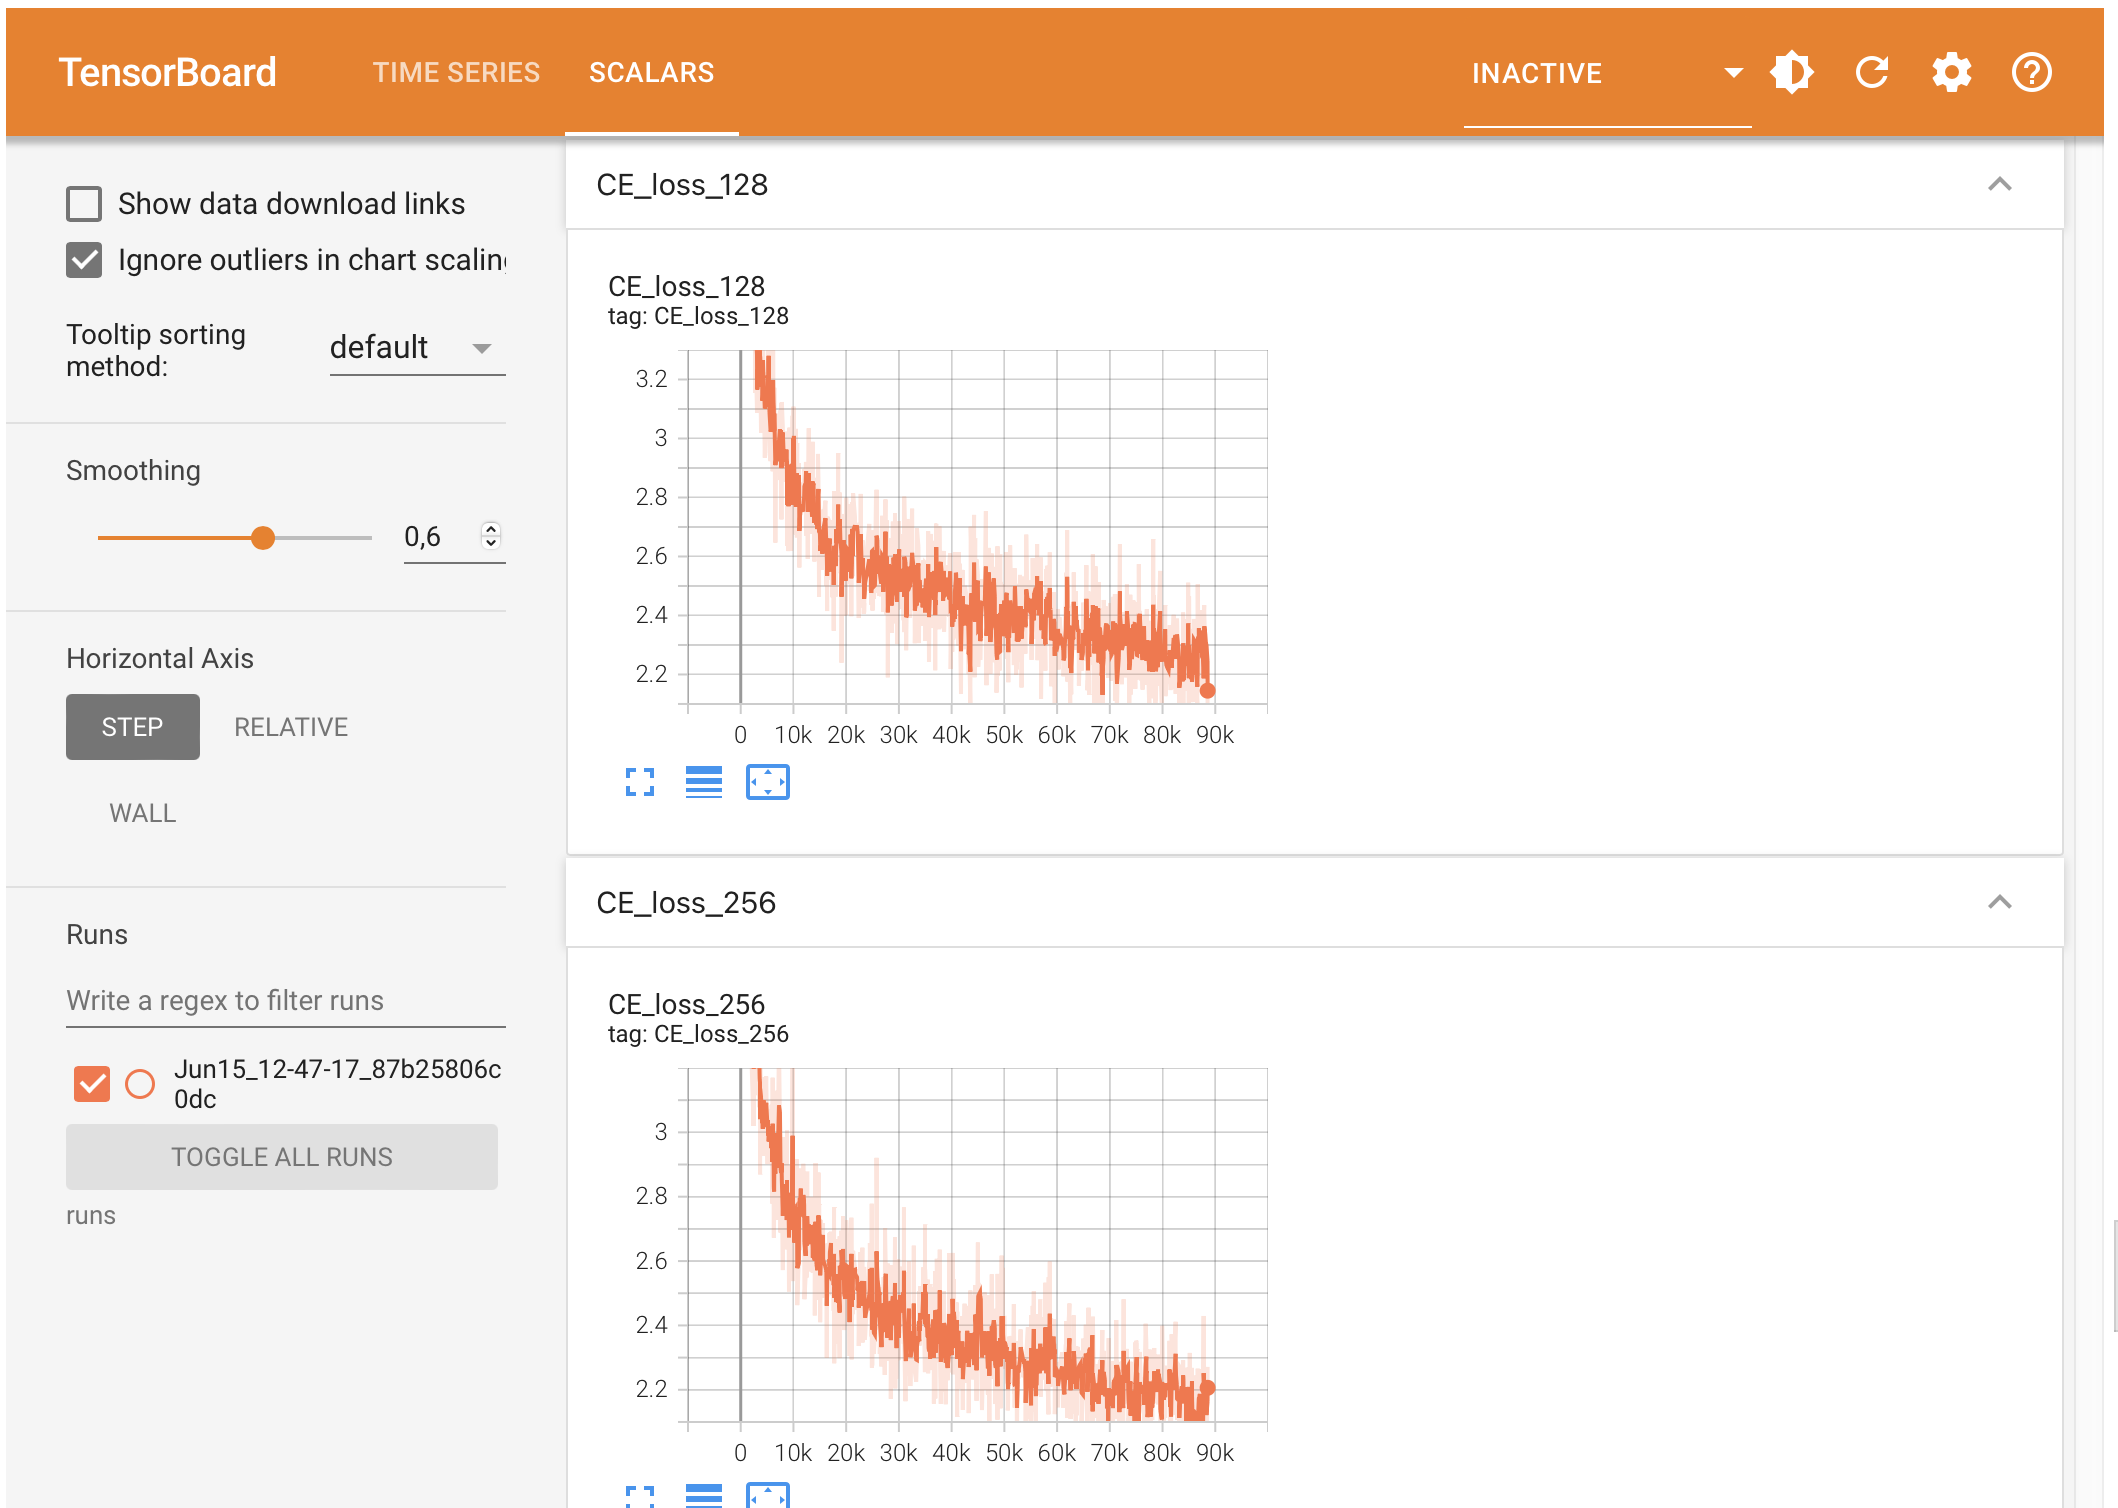 TensorBoard TIME SERIES SCALARS INACTIVE
Show data download links
Ignore outliers in chart scaling
Tooltip sorting method: default
Smoothing
0,6
Horizontal Axis
STEP RELATIVE
WALL
Runs
Write a regex to filter runs
Jun15_12-47-17_87b25806c
0dc
TOGGLE ALL RUNS
runs
CE_loss_128
CE_loss_128
tag: CE_loss_128
3.2
3
2.8
2.6
2.4
2.2
0 10k 20k 30k 40k 50k 60k 70k 80k 90k
CE_loss_256
CE_loss_256
tag: CE_loss_256
3
2.8
2.6
2.4
2.2
0 10k 20k 30k 40k 50k 60k 70k 80k 90k